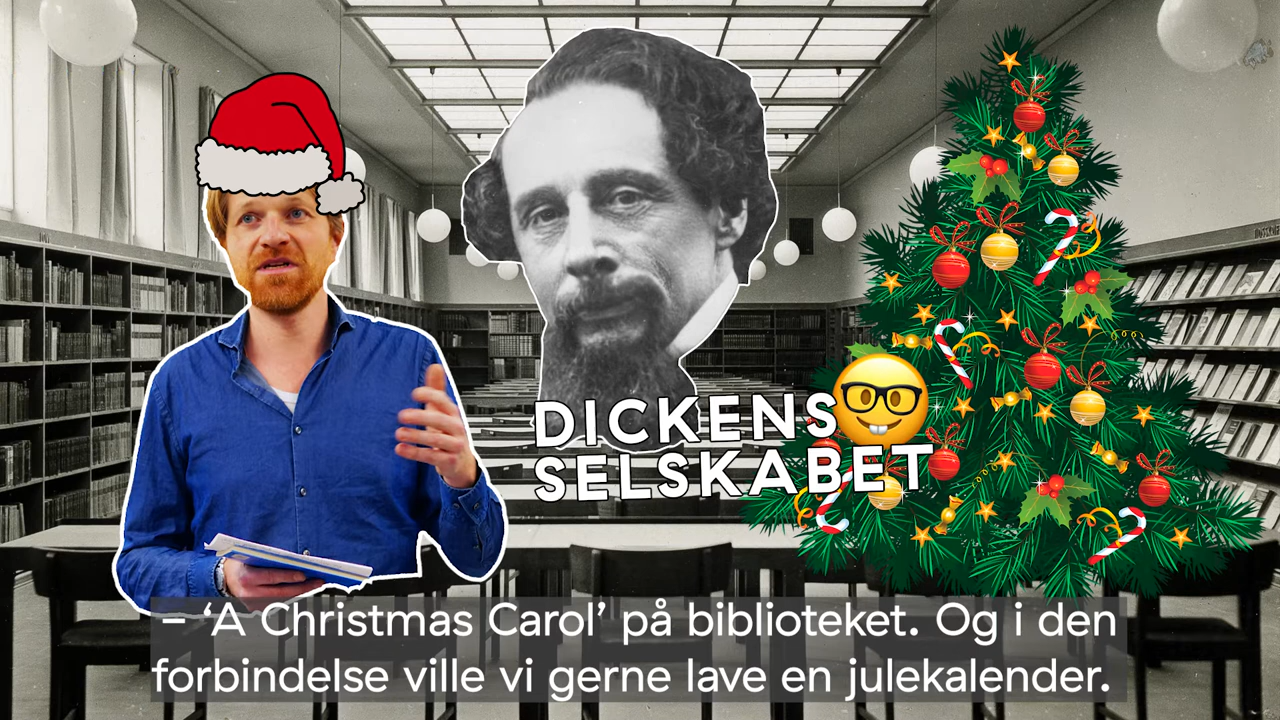 DICKENS
SELSKABET
– ‘A Christmas Carol’ på biblioteket. Og i den
forbindelse ville vi gerne lave en julekalender.